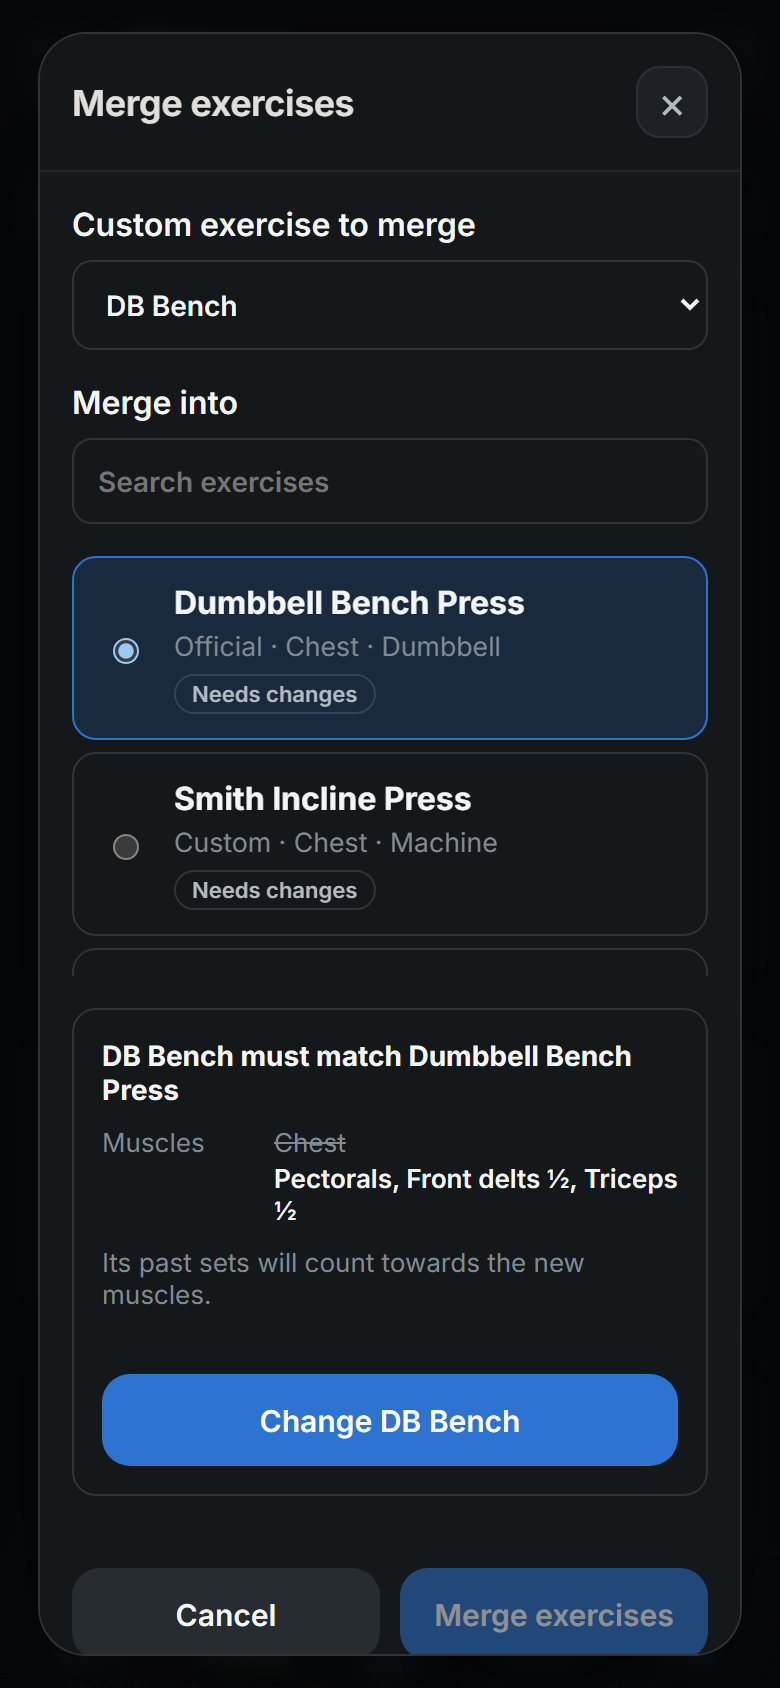 Merge exercises
×
Custom exercise to merge
DB Bench
Merge into
Search exercises
Dumbbell Bench Press
Official · Chest · Dumbbell
Needs changes
Smith Incline Press
Custom · Chest · Machine
Needs changes
DB Bench must match Dumbbell Bench
Press
Muscles Chest
Pectorals, Front delts ½, Triceps
½
Its past sets will count towards the new
muscles.
Change DB Bench
Cancel Merge exercises